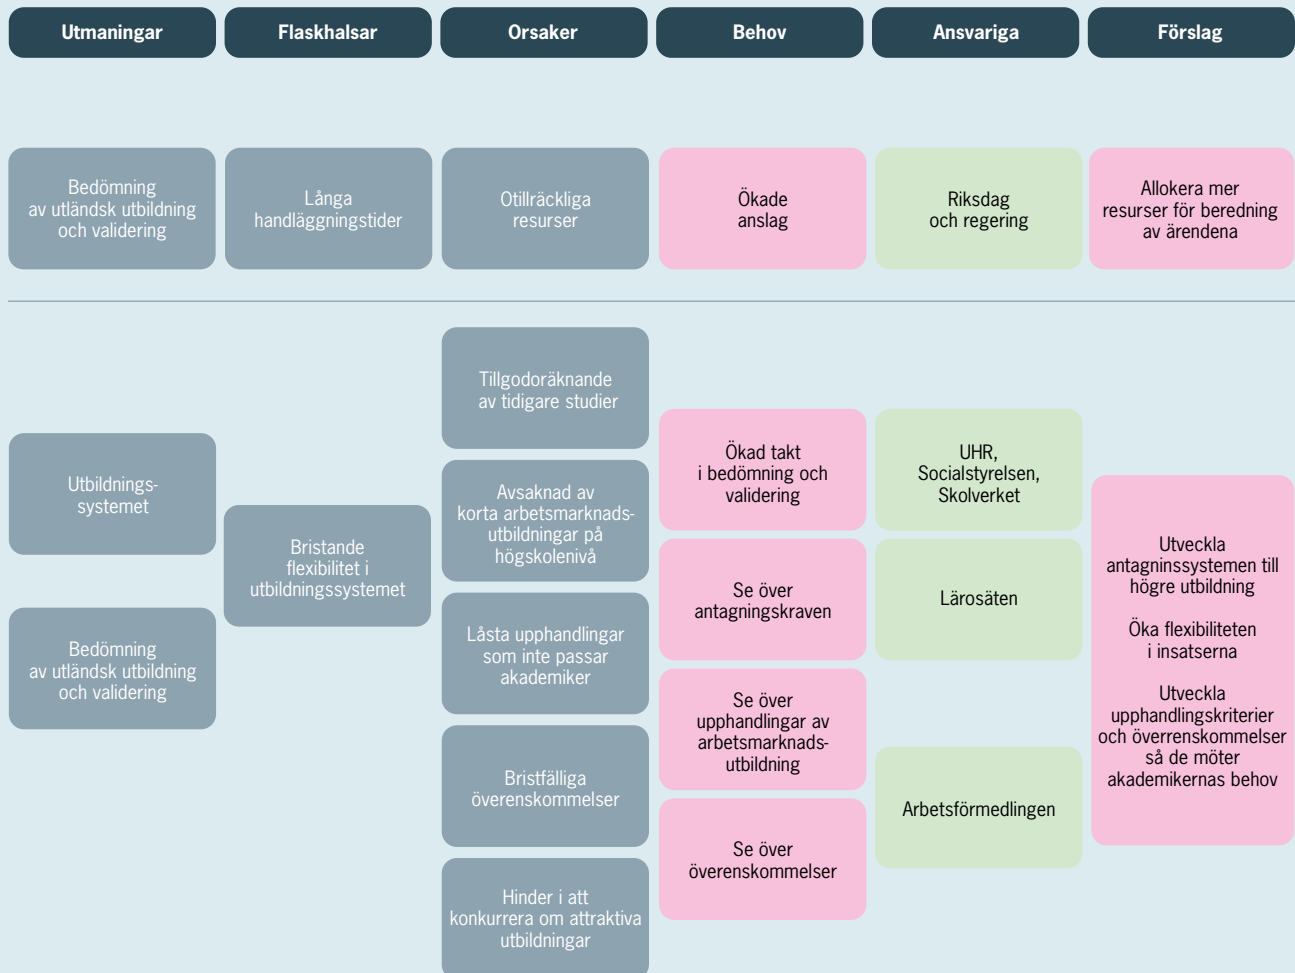 Utmaningar
Flaskhalsar
Orsaker
Behov
Ansvariga
Förslag
Bedömning
av utländsk utbildning
och validering
Långa
handläggningstider
Otillräckliga
resurser
Ökade
anslag
Riksdag
och regering
Allokera mer
resurser för beredning
av ärendena
Utbildnings-
systemet
Bedömning
av utländsk utbildning
och validering
Bristande
flexibilitet i
utbildningssystemet
Tillgodoräknande
av tidigare studier
Avsaknad av
korta arbetsmarknads-
utbildningar på
högskolenivå
Låsta upphandlingar
som inte passar
akademiker
Bristfälliga
överenskommelser
Hinder i att
konkurrera om attraktiva
utbildningar
Ökad takt
i bedömning och
validering
Se över
antagningskraven
Se över
upphandlingar av
arbetsmarknads-
utbildning
Se över
överenskommelser
UHR,
Socialstyrelsen,
Skolverket
Lärosäten
Arbetsförmedlingen
Utveckla
antagninssystemen till
högre utbildning
Öka flexibiliteten
i insatserna
Utveckla
upphandlingskriterier
och överrenskommelser
så de möter
akademikernas behov